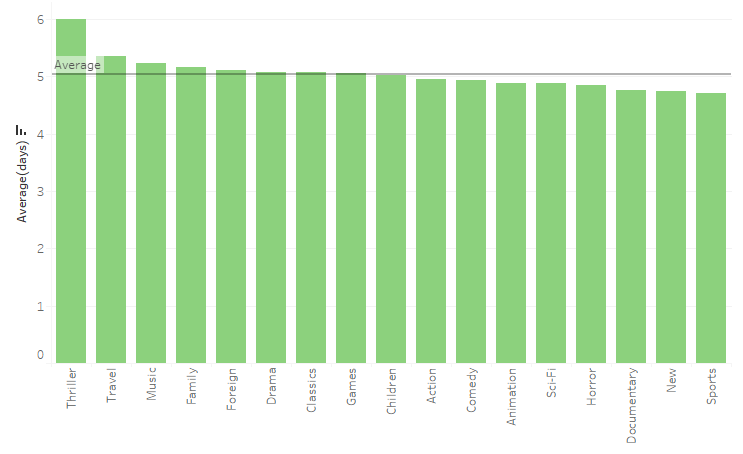 6
5
4
3
2
1
0
Average(days)
Average
Thriller
Travel
Music
Family
Foreign
Drama
Classics
Games
Children
Action
Comedy
Animation
Sci-Fi
Horror
Documentary
New
Sports